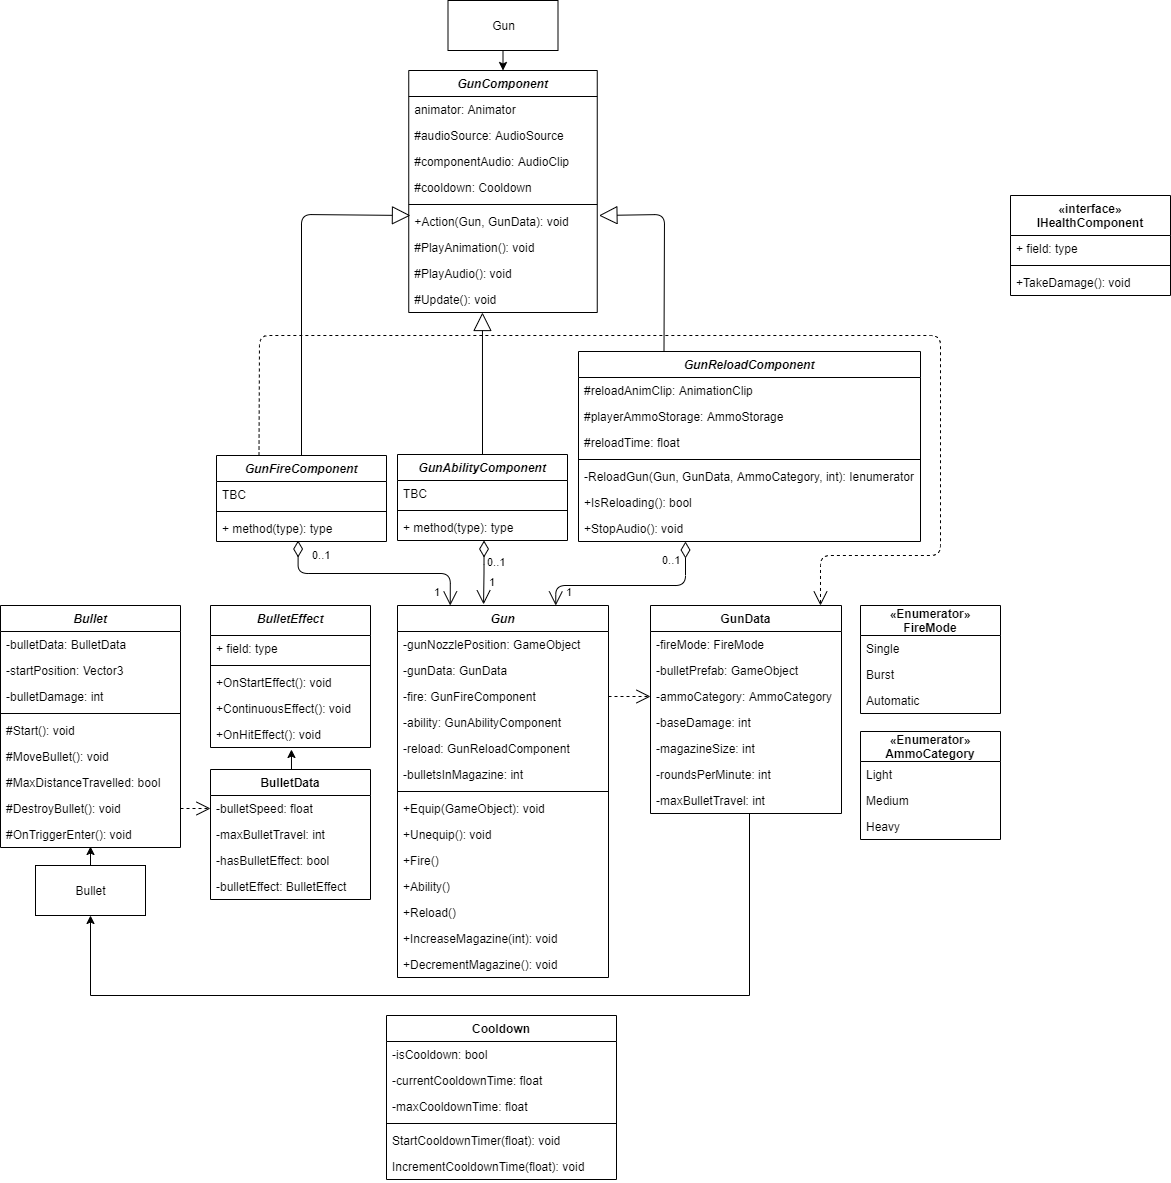 Gun
GunComponent
animator: Animator
#audioSource: AudioSource
#componentAudio: AudioClip
#cooldown: Cooldown
+Action(Gun, GunData): void
#PlayAnimation(): void
#PlayAudio(): void
#Update(): void
«interface»
IHealthComponent
+ field: type
+TakeDamage(): void
GunReloadComponent
#reloadAnimClip: AnimationClip
#playerAmmoStorage: AmmoStorage
#reloadTime: float
-ReloadGun(Gun, GunData, AmmoCategory, int): Ienumerator
+IsReloading(): bool
+StopAudio(): void
GunFireComponent
TBC
+ method(type): type
GunAbilityComponent
TBC
+ method(type): type
0..1
1
0..1
1
0..1
1
Bullet
-bulletData: BulletData
-startPosition: Vector3
-bulletDamage: int
#Start(): void
#MoveBullet(): void
#MaxDistanceTravelled: bool
#DestroyBullet(): void
#OnTriggerEnter(): void
Bullet
BulletEffect
+ field: type
+OnStartEffect(): void
+ContinuousEffect(): void
+OnHitEffect(): void
BulletData
-bulletSpeed: float
-maxBulletTravel: int
-hasBulletEffect: bool
-bulletEffect: BulletEffect
Gun
-gunNozzlePosition: GameObject
-gunData: GunData
-fire: GunFireComponent
-ability: GunAbilityComponent
-reload: GunReloadComponent
-bulletsInMagazine: int
+Equip(GameObject): void
+Unequip(): void
+Fire()
+Ability()
+Reload()
+IncreaseMagazine(int): void
+DecrementMagazine(): void
GunData
-fireMode: FireMode
-bulletPrefab: GameObject
-ammoCategory: AmmoCategory
-baseDamage: int
-magazineSize: int
-roundsPerMinute: int
-maxBulletTravel: int
«Enumerator»
FireMode
Single
Burst
Automatic
«Enumerator»
AmmoCategory
Light
Medium
Heavy
Cooldown
-isCooldown: bool
-currentCooldownTime: float
-maxCooldownTime: float
StartCooldownTimer(float): void
IncrementCooldownTime(float): void